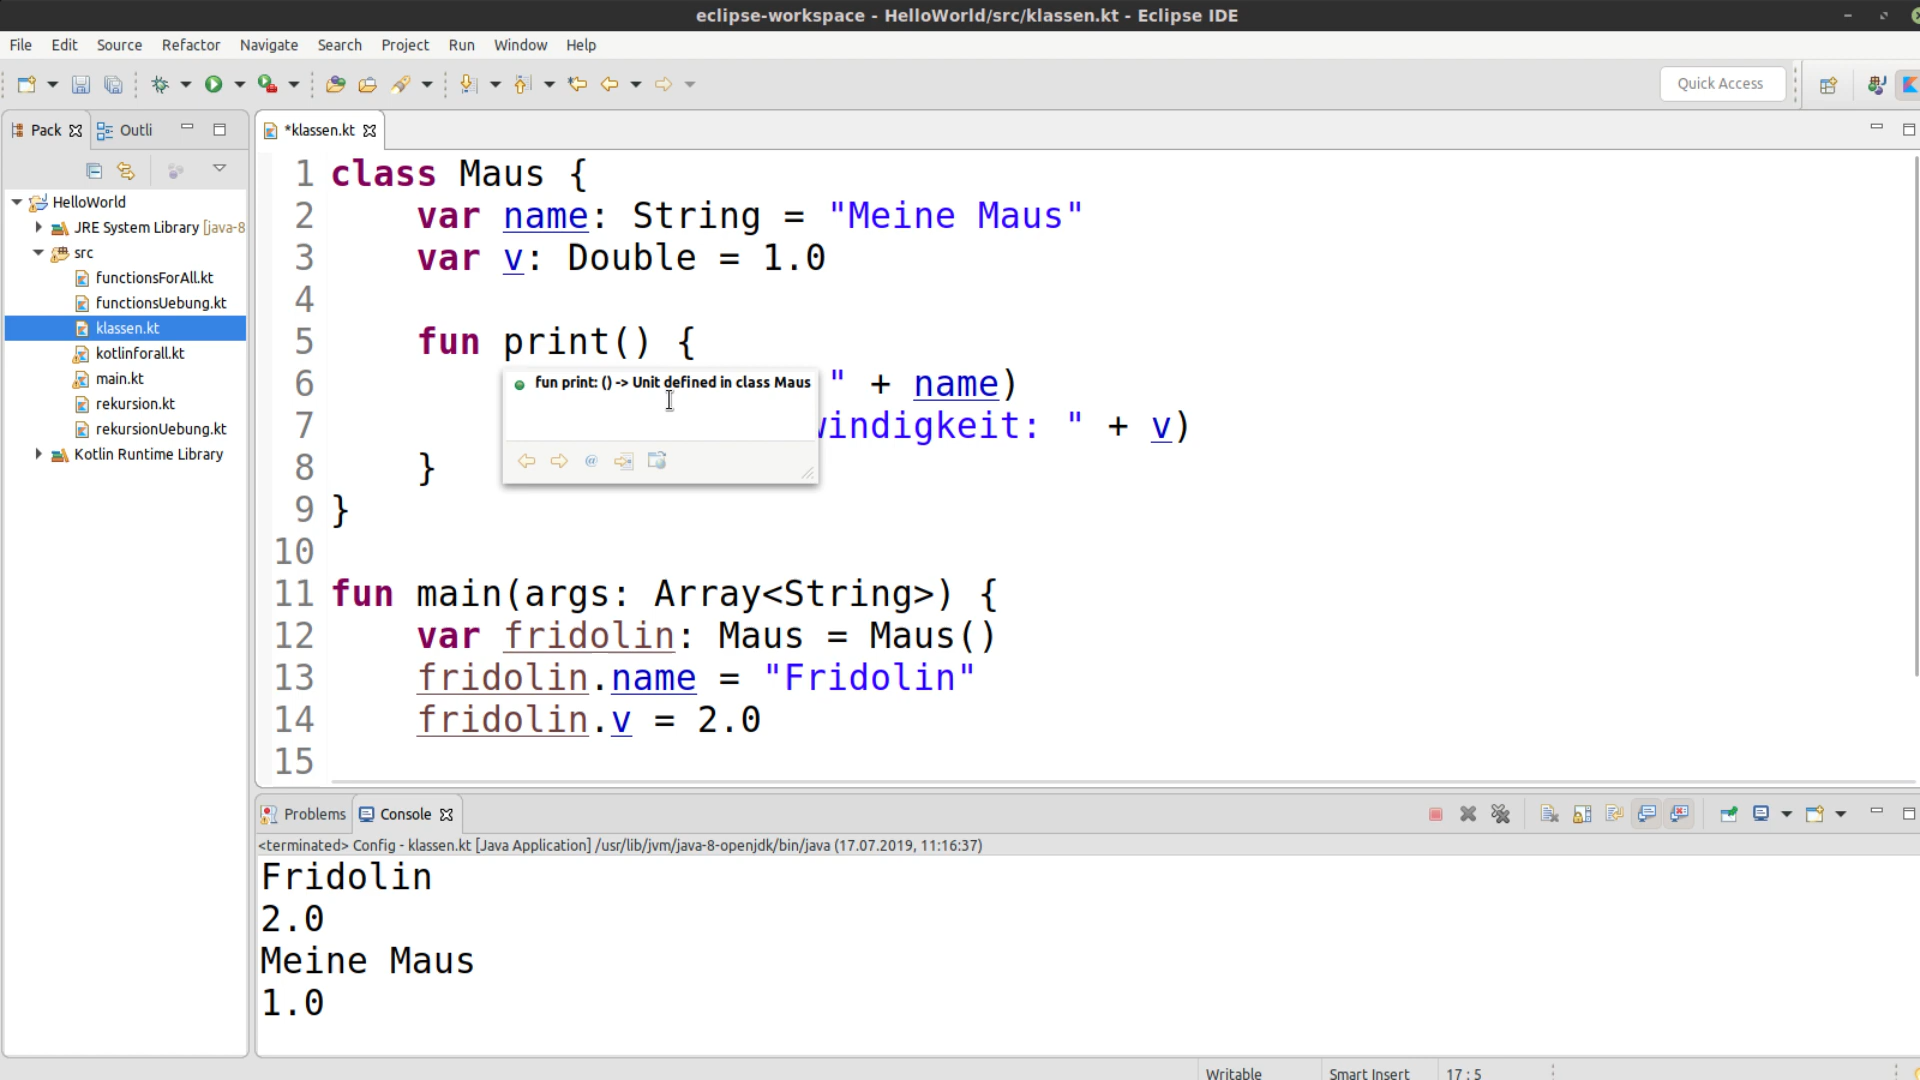 eclipse-workspace - HelloWorld/src/klassen.kt - Eclipse IDE
File Edit Source Refactor Navigate Search Project Run Window Help
Quick Access
Pack Outli
*klassen.kt
HelloWorld
JRE System Library [java-8
src
functionsForAll.kt
functionsUebung.kt
klassen.kt
kotlinforall.kt
main.kt
rekursion.kt
rekursionUebung.kt
Kotlin Runtime Library
1 class Maus {
2 var name: String = "Meine Maus"
3 var v: Double = 1.0
4
5 fun print() {
6 " + name)
fun print: () -> Unit defined in class Maus
7 windigkeit: " + v)
8 }
9 }
10
11 fun main(args: Array<String>) {
12 var fridolin: Maus = Maus()
13 fridolin.name = "Fridolin"
14 fridolin.v = 2.0
15
Problems Console
<terminated> Config - klassen.kt [Java Application] /usr/lib/jvm/java-8-openjdk/bin/java (17.07.2019, 11:16:37)
Fridolin
2.0
Meine Maus
1.0
Writable Smart Insert 17 : 5